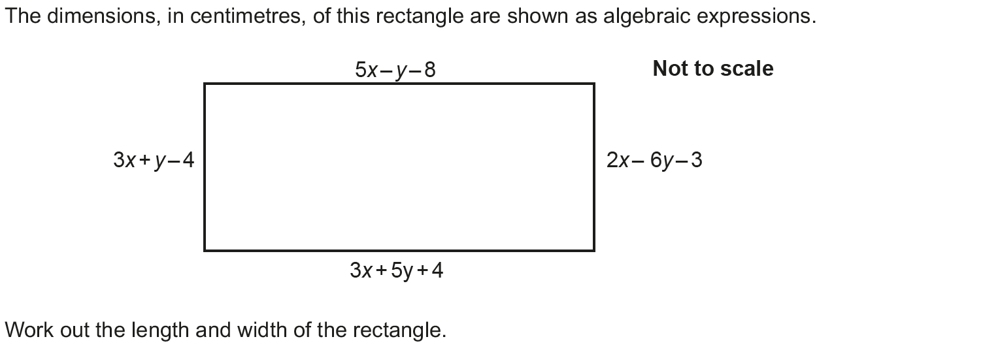 The dimensions, in centimetres, of this rectangle are shown as algebraic expressions.
5x – y – 8
Not to scale
3x + y – 4
2x – 6y – 3
3x + 5y + 4
Work out the length and width of the rectangle.